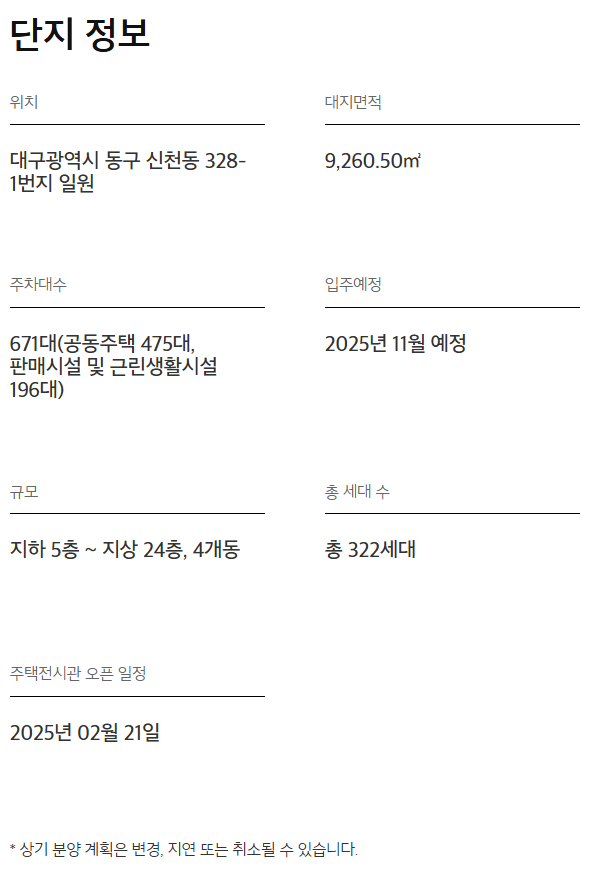 단지 정보
위치
대구광역시 동구 신천동 328-
1번지 일원
대지면적
9,260.50㎡
주차대수
671대(공동주택 475대,
판매시설 및 근린생활시설
196대)
입주예정
2025년 11월 예정
규모
지하 5층 ~ 지상 24층, 4개동
총 세대 수
총 322세대
주택전시관 오픈 일정
2025년 02월 21일
* 상기 분양 계획은 변경, 지연 또는 취소될 수 있습니다.